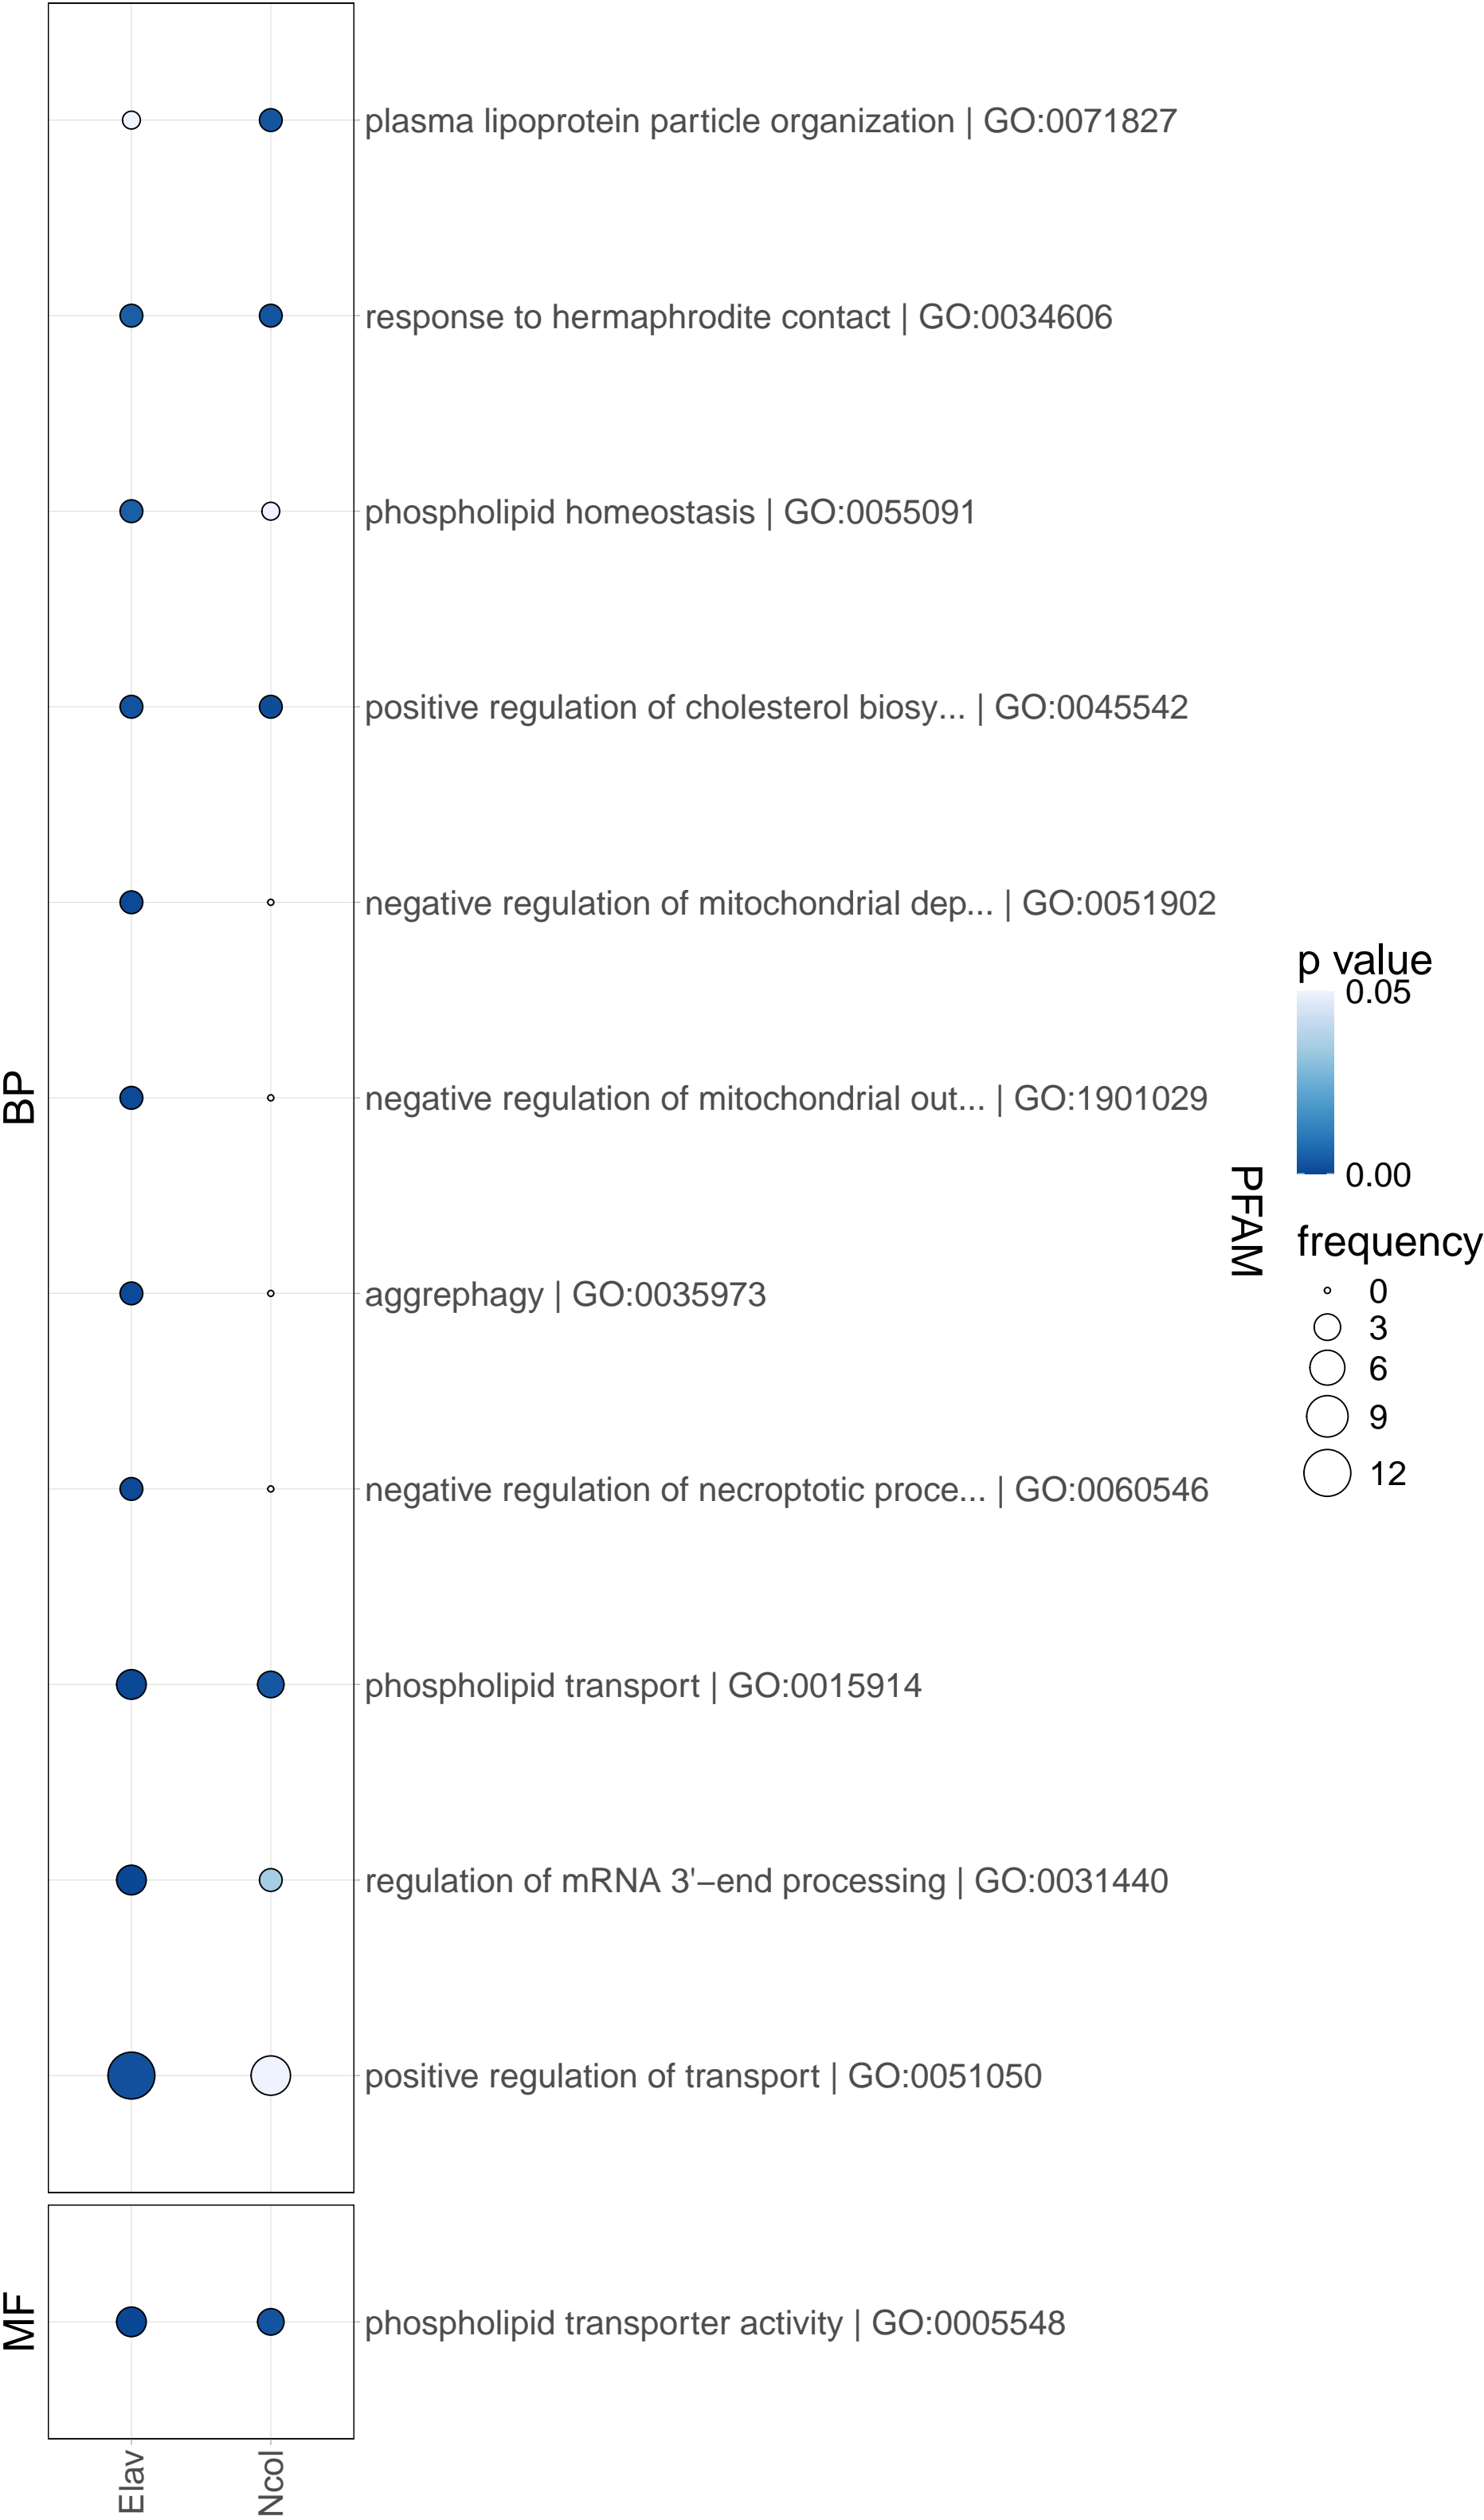 plasma lipoprotein particle organization | GO:0071827
response to hermaphrodite contact | GO:0034606
phospholipid homeostasis | GO:0055091
positive regulation of cholesterol biosy... | GO:0045542
negative regulation of mitochondrial dep... | GO:0051902
negative regulation of mitochondrial out... | GO:1901029
aggrephagy | GO:0035973
negative regulation of necroptotic proce... | GO:0060546
phospholipid transport | GO:0015914
regulation of mRNA 3'−end processing | GO:0031440
positive regulation of transport | GO:0051050
phospholipid transporter activity | GO:0005548
BP
MF
Elav
Ncol
PFAM
p value
0.05
0.00
frequency
0
3
6
9
12